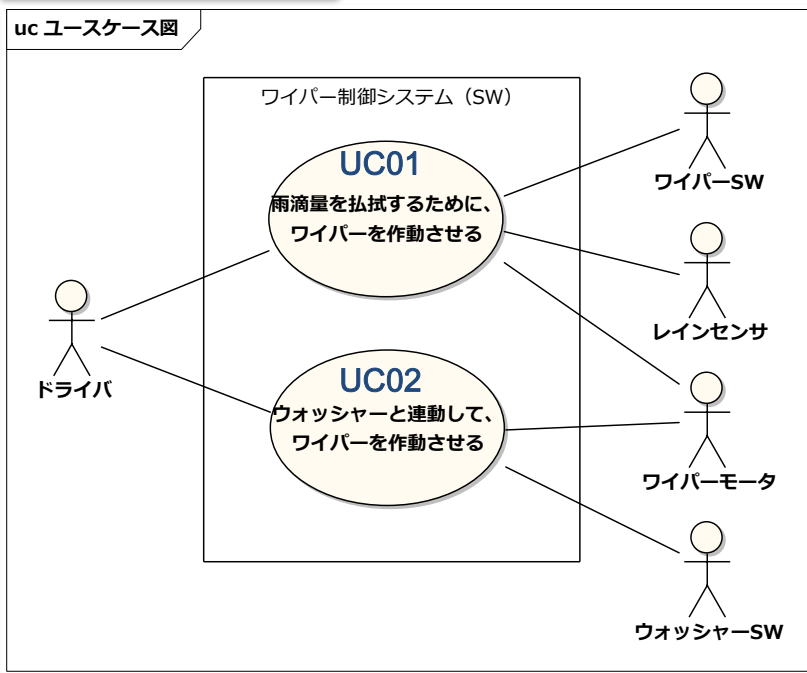 uc ユースケース図
ワイパー制御システム（SW）
UC01
雨滴量を払拭するために、
ワイパーを作動させる
UC02
ウォッシャーと連動して、
ワイパーを作動させる
ドライバ
ワイパーSW
レインセンサ
ワイパーモータ
ウォッシャーSW